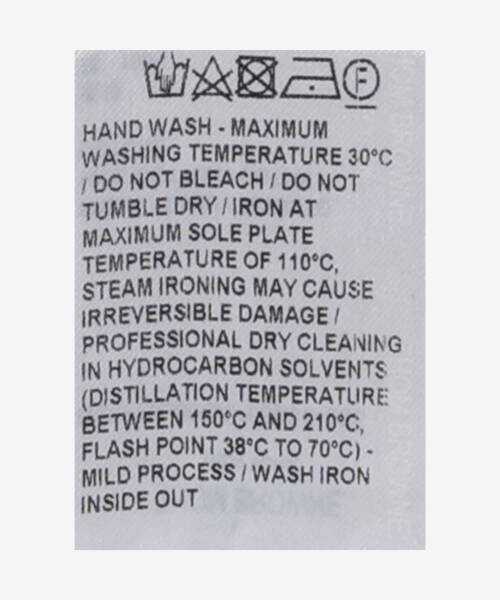 HAND WASH - MAXIMUM
WASHING TEMPERATURE 30°C
/ DO NOT BLEACH / DO NOT
TUMBLE DRY / IRON AT
MAXIMUM SOLE PLATE
TEMPERATURE OF 110°C,
STEAM IRONING MAY CAUSE
IRREVERSIBLE DAMAGE /
PROFESSIONAL DRY CLEANING
IN HYDROCARBON SOLVENTS
(DISTILLATION TEMPERATURE
BETWEEN 150°C AND 210°C,
FLASH POINT 38°C TO 70°C) -
MILD PROCESS / WASH IRON
INSIDE OUT